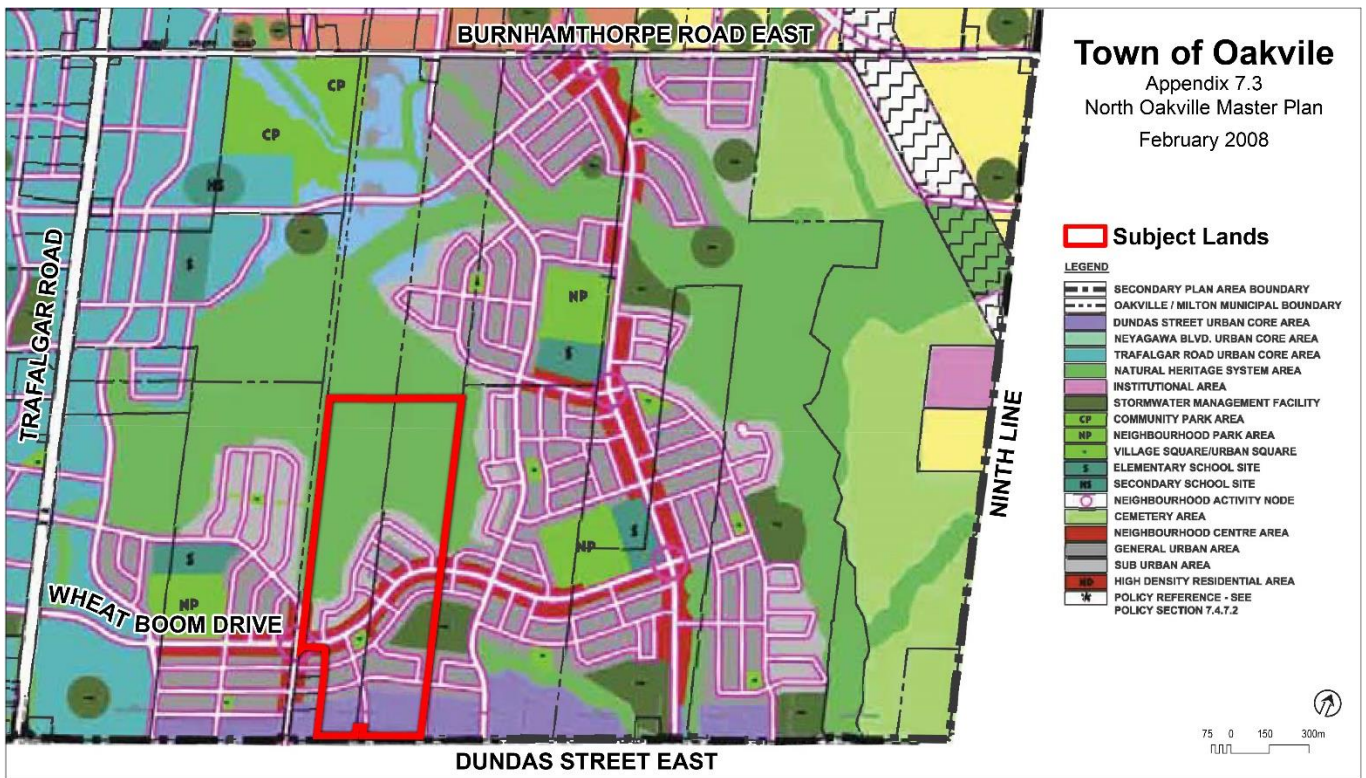 BURNHAMTHORPE ROAD EAST
CP
CP
HS
S
NP
S
TRAFALGAR ROAD
NINTH LINE
S
NP
S
NP
WHEAT BOOM DRIVE
DUNDAS STREET EAST
Town of Oakvile
Appendix 7.3
North Oakville Master Plan
February 2008
Subject Lands
LEGEND
SECONDARY PLAN AREA BOUNDARY
OAKVILLE / MILTON MUNICIPAL BOUNDARY
DUNDAS STREET URBAN CORE AREA
NEYAGAWA BLVD. URBAN CORE AREA
TRAFALGAR ROAD URBAN CORE AREA
NATURAL HERITAGE SYSTEM AREA
INSTITUTIONAL AREA
STORMWATER MANAGEMENT FACILITY
CP COMMUNITY PARK AREA
NP NEIGHBOURHOOD PARK AREA
VILLAGE SQUARE/URBAN SQUARE
S ELEMENTARY SCHOOL SITE
HS SECONDARY SCHOOL SITE
NEIGHBOURHOOD ACTIVITY NODE
CEMETERY AREA
NEIGHBOURHOOD CENTRE AREA
GENERAL URBAN AREA
SUB URBAN AREA
HD HIGH DENSITY RESIDENTIAL AREA
* POLICY REFERENCE - SEE
POLICY SECTION 7.4.7.2
75 0 150 300m